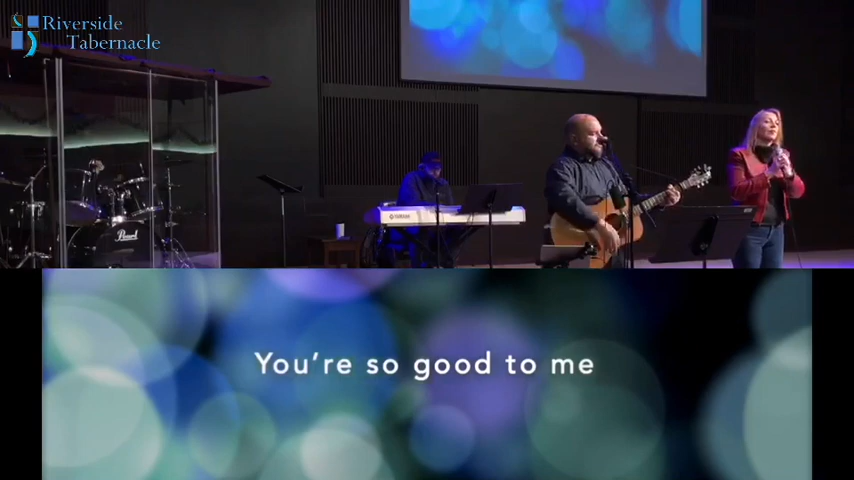 Riverside
Tabernacle
YAMAHA
Pearl
You're so good to me